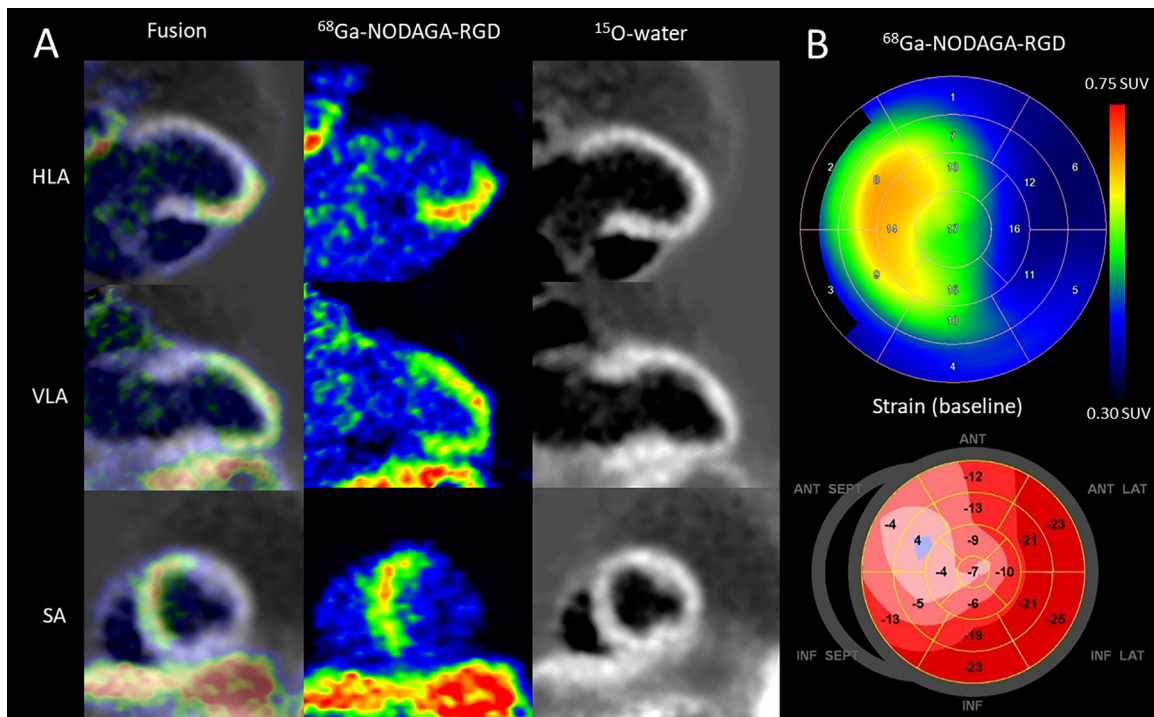 A
Fusion
⁶⁸Ga-NODAGA-RGD
¹⁵O-water
HLA
VLA
SA
B
⁶⁸Ga-NODAGA-RGD
0.75 SUV
1
7
13
2
8
12
6
14
17
16
9
11
3
15
5
10
4
0.30 SUV
Strain (baseline)
ANT
ANT SEPT
ANT LAT
-12
-13
-4
-23
4
-9
-21
-4
-7
-10
-5
-6
-21
-13
-25
-19
-23
INF SEPT
INF LAT
INF